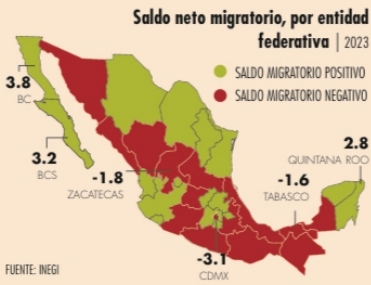 Saldo neto migratorio, por entidad
federativa | 2023
SALDO MIGRATORIO POSITIVO
SALDO MIGRATORIO NEGATIVO
3.8
BC
3.2
BCS
-1.8
ZACATECAS
2.8
QUINTANA ROO
-1.6
TABASCO
-3.1
CDMX
FUENTE: INEGI